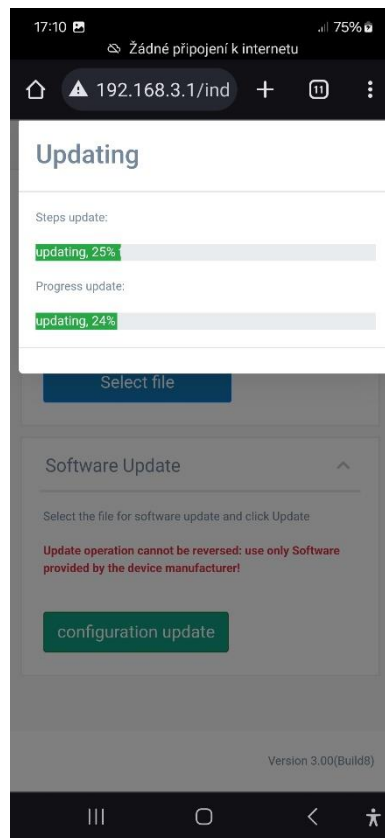 17:10
75%
Žádné připojení k internetu
192.168.3.1/ind
11
Updating
Steps update:
updating, 25%
Progress update:
updating, 24%
Select file
Software Update
Select the file for software update and click Update
Update operation cannot be reversed: use only Software
provided by the device manufacturer!
configuration update
Version 3.00(Build8)